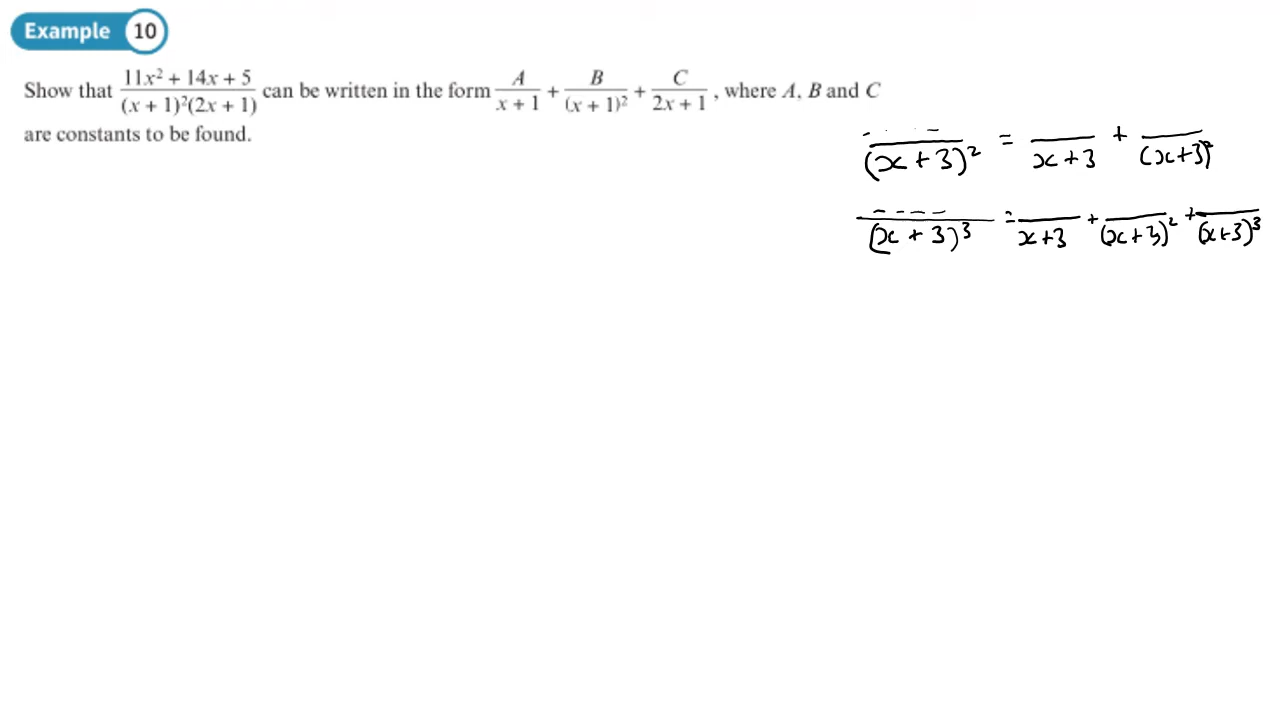 Example 10
Show that (11x² + 14x + 5)/((x + 1)²(2x + 1)) can be written in the form A/(x + 1) + B/(x + 1)² + C/(2x + 1), where A, B and C
are constants to be found.
----/(x + 3)² = /(x + 3) + /(x + 3)²
----/(x + 3)³ = /(x + 3) + /(x + 3)² + /(x + 3)³